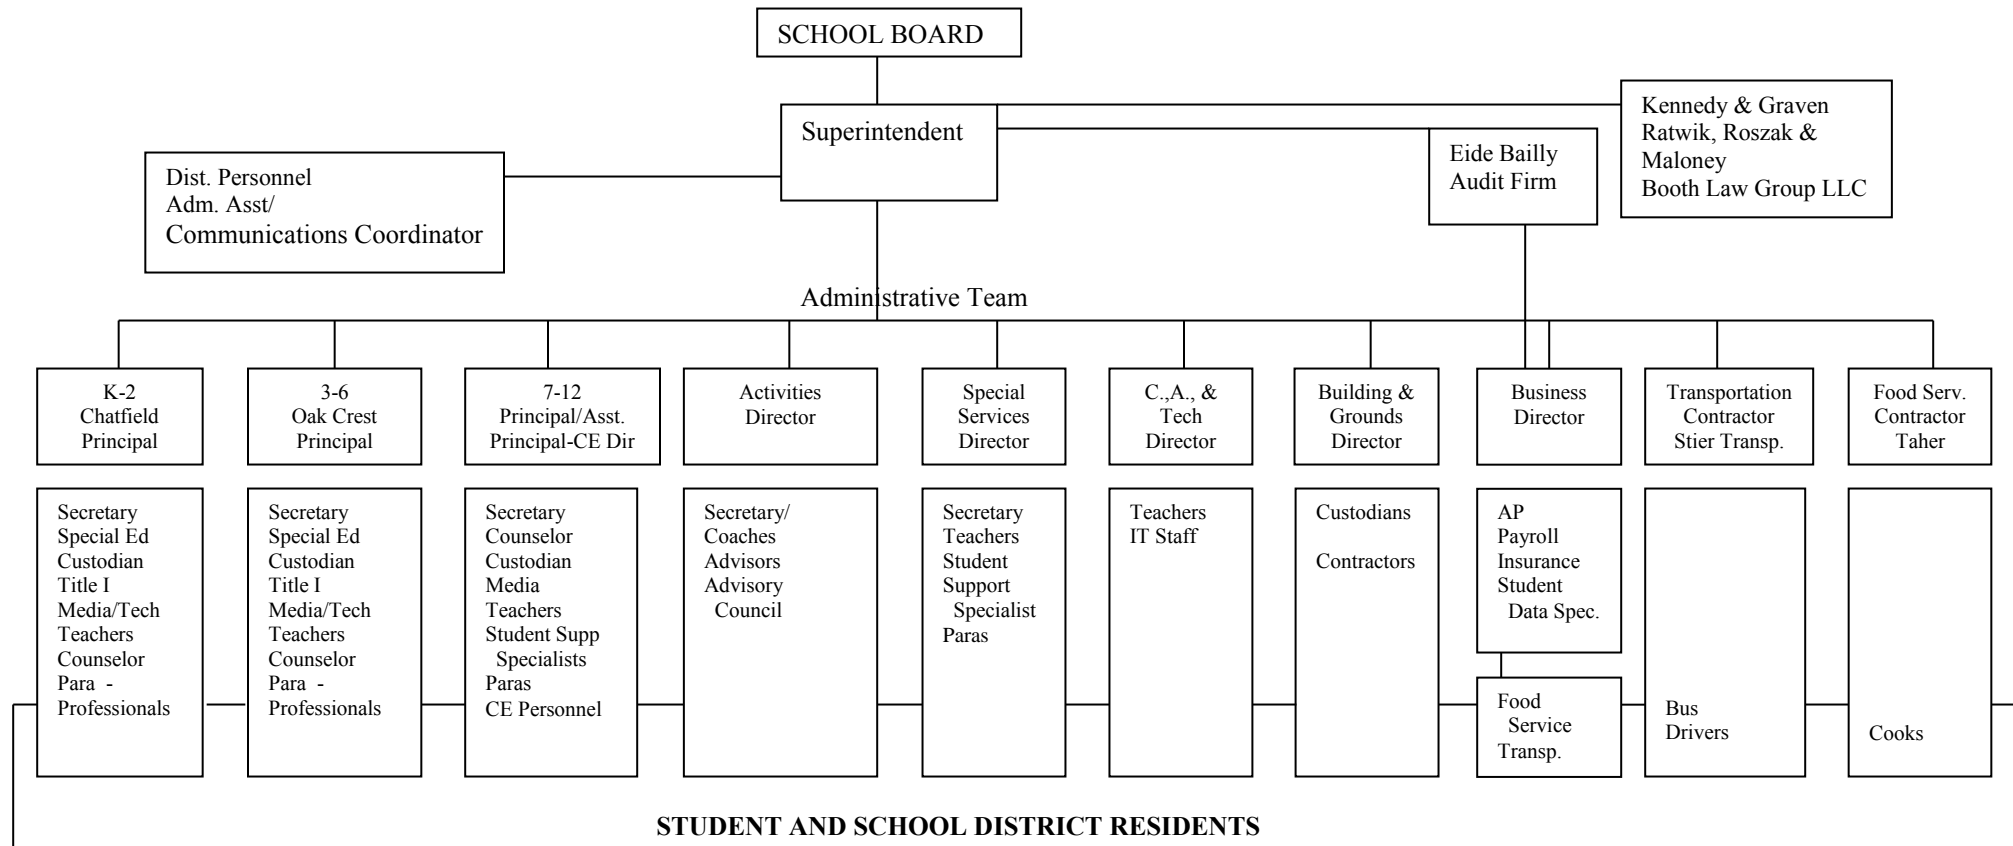 SCHOOL BOARD
Superintendent
Kennedy & Graven
Ratwik, Roszak &
Maloney
Booth Law Group LLC
Eide Bailly
Audit Firm
Dist. Personnel
Adm. Asst/
Communications Coordinator
Administrative Team
K-2
Chatfield
Principal
3-6
Oak Crest
Principal
7-12
Principal/Asst.
Principal-CE Dir
Activities
Director
Special
Services
Director
C.,A., &
Tech
Director
Building &
Grounds
Director
Business
Director
Transportation
Contractor
Stier Transp.
Food Serv.
Contractor
Taher
Secretary
Special Ed
Custodian
Title I
Media/Tech
Teachers
Counselor
Para -
Professionals
Secretary
Special Ed
Custodian
Title I
Media/Tech
Teachers
Counselor
Para -
Professionals
Secretary
Counselor
Custodian
Media
Teachers
Student Supp
Specialists
Paras
CE Personnel
Secretary/
Coaches
Advisors
Advisory
Council
Secretary
Teachers
Student
Support
Specialist
Paras
Teachers
IT Staff
Custodians
Contractors
AP
Payroll
Insurance
Student
Data Spec.
Food
Service
Transp.
Bus
Drivers
Cooks
STUDENT AND SCHOOL DISTRICT RESIDENTS